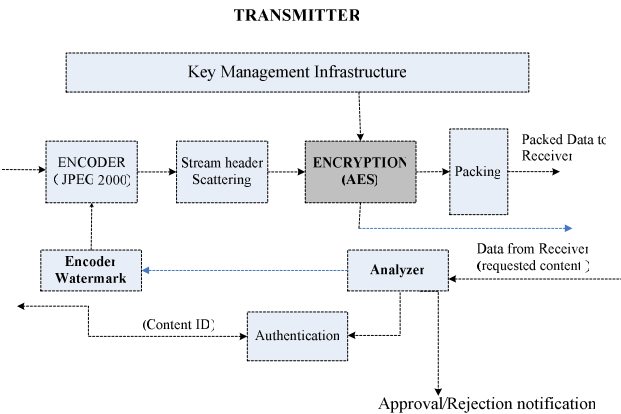 TRANSMITTER
Key Management Infrastructure
ENCODER
(JPEG 2000)
Stream header
Scattering
ENCRYPTION
(AES)
Packing
Packed Data to
Receiver
Encoder
Watermark
Analyzer
Data from Receiver
(requested content)
(Content ID)
Authentication
Approval/Rejection notification